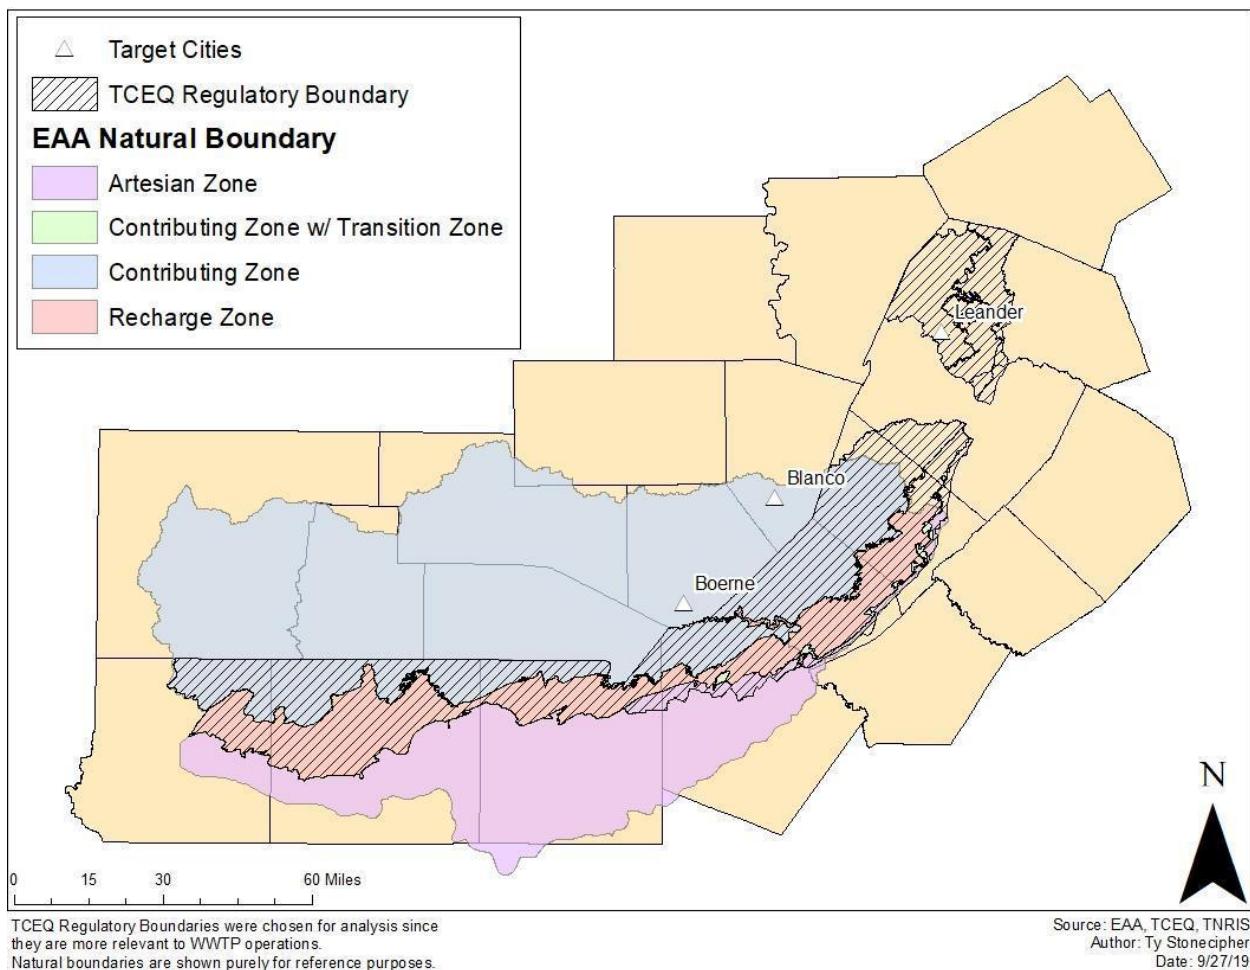 Target Cities
TCEQ Regulatory Boundary
EAA Natural Boundary
Artesian Zone
Contributing Zone w/ Transition Zone
Contributing Zone
Recharge Zone
Leander
Blanco
Boerne
N
0 15 30 60 Miles
TCEQ Regulatory Boundaries were chosen for analysis since
they are more relevant to WWTP operations.
Natural boundaries are shown purely for reference purposes.
Source: EAA, TCEQ, TNRIS
Author: Ty Stonecipher
Date: 9/27/19